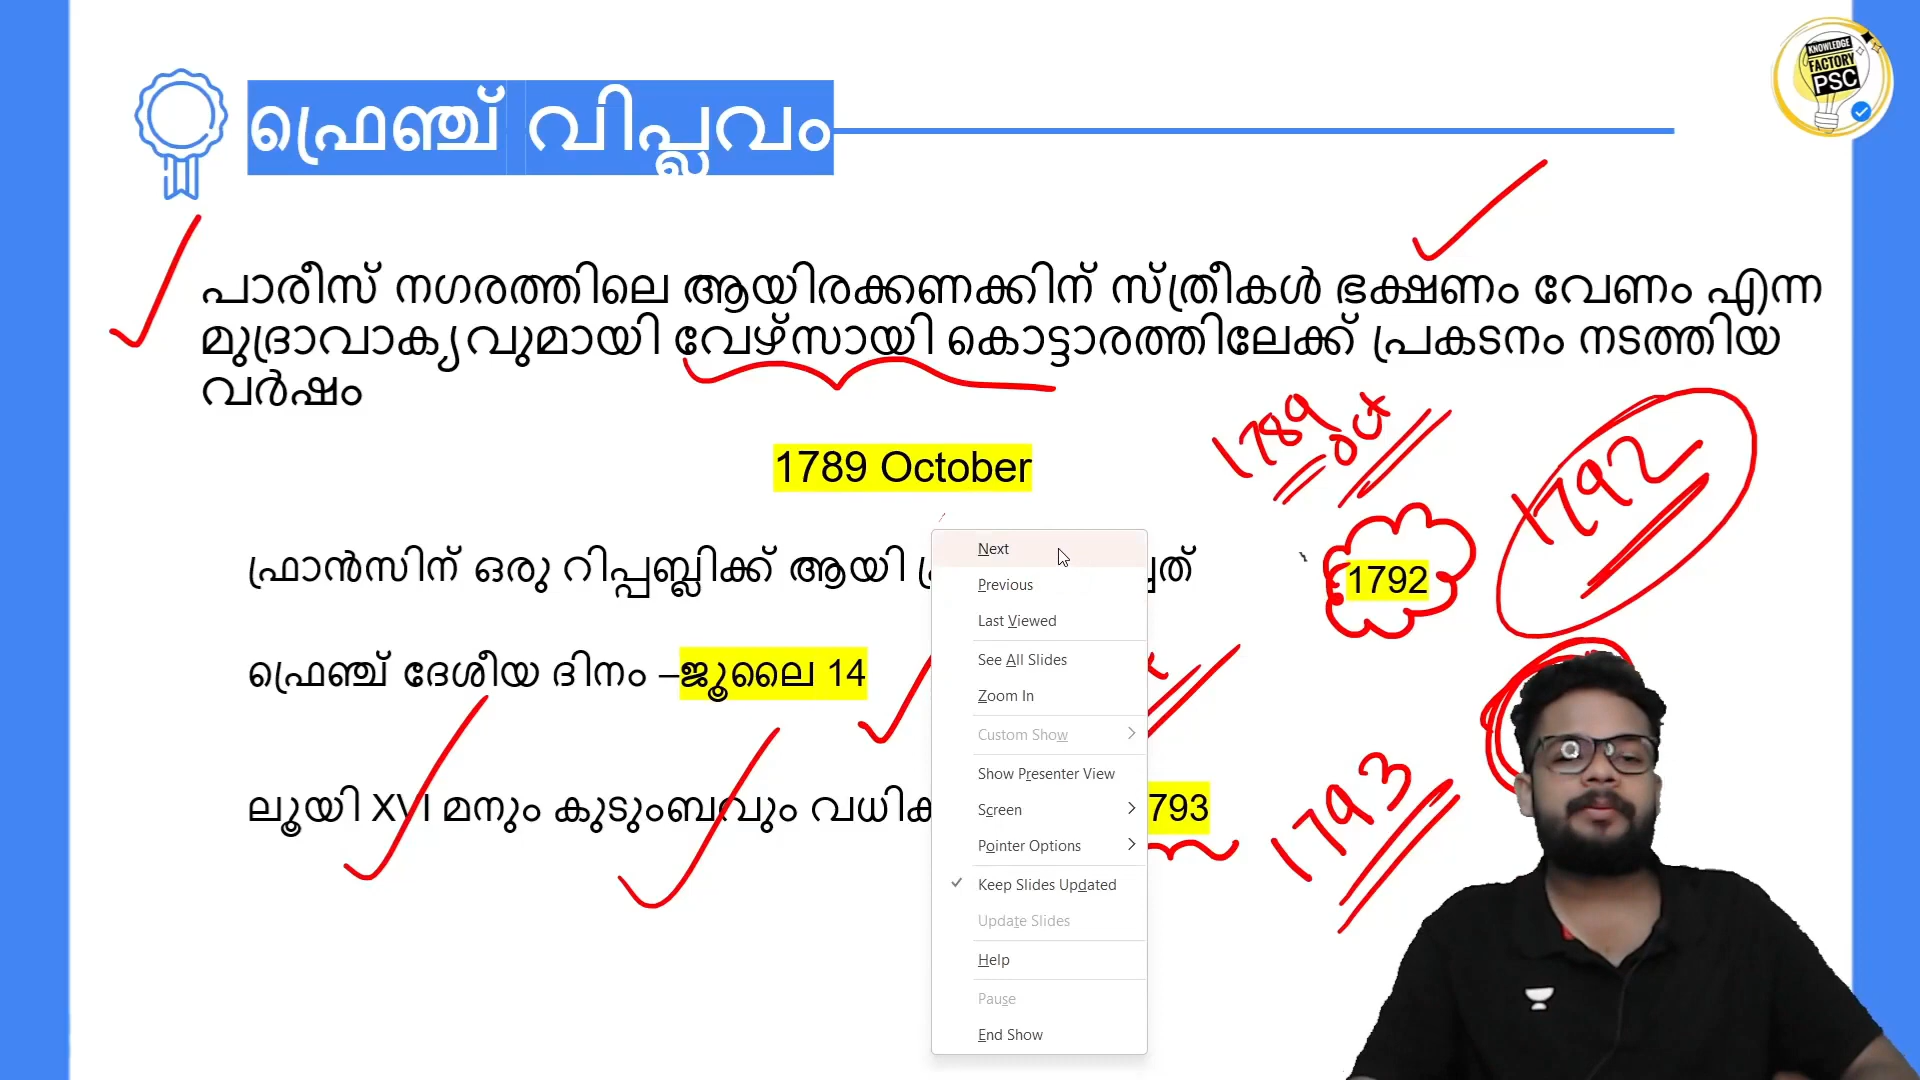 KNOWLEDGE
FACTORY
PSC
ഫ്രെഞ്ച് വിപ്ലവം
പാരീസ് നഗരത്തിലെ ആയിരക്കണക്കിന് സ്ത്രീകൾ ഭക്ഷണം വേണം എന്ന
മുദ്രാവാക്യവുമായി വേഴ്സായി കൊട്ടാരത്തിലേക്ക് പ്രകടനം നടത്തിയ
വർഷം
1789 oct
1792
1789 October
ഫ്രാൻസിന് ഒരു റിപ്പബ്ലിക്ക് ആയി
1792
ഫ്രെഞ്ച് ദേശീയ ദിനം –ജൂലൈ 14
ലൂയി XVI മനും കുടുംബവും
793
1793
Next
Previous
Last Viewed
See All Slides
Zoom In
Custom Show
Show Presenter View
Screen
Pointer Options
Keep Slides Updated
Update Slides
Help
Pause
End Show